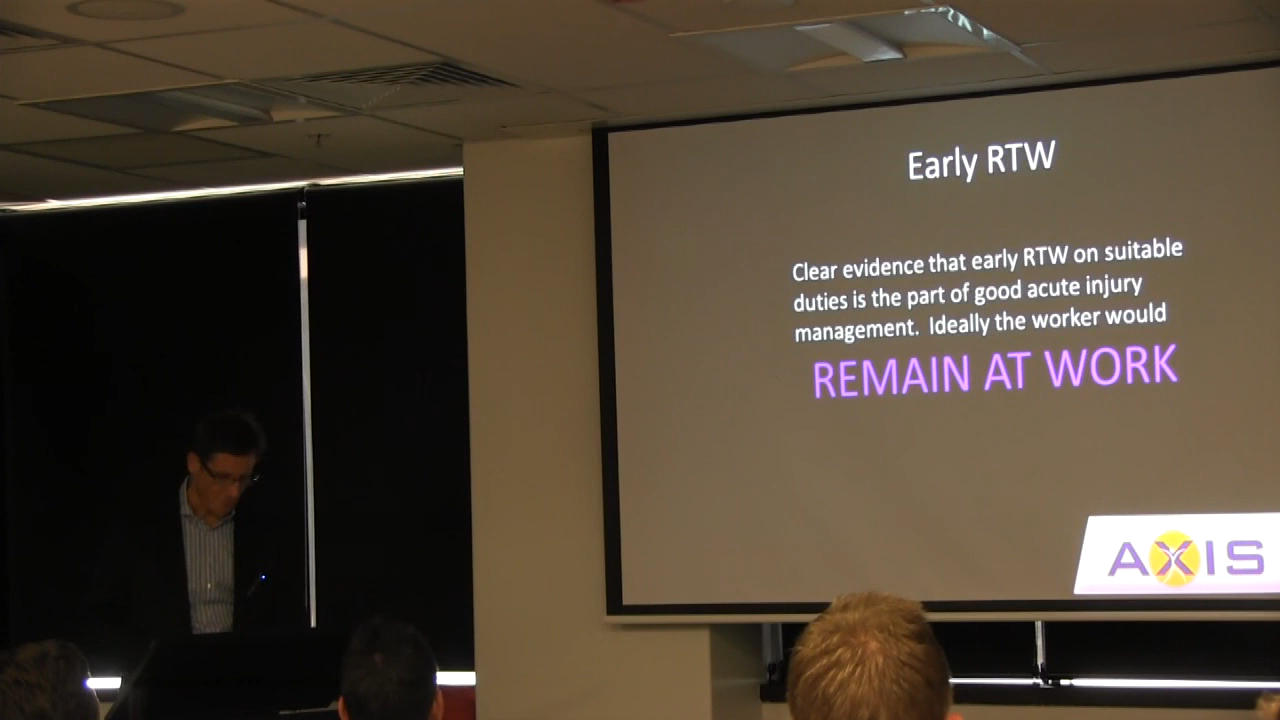 Early RTW
Clear evidence that early RTW on suitable
duties is the part of good acute injury
management.  Ideally the worker would
REMAIN AT WORK
AXIS